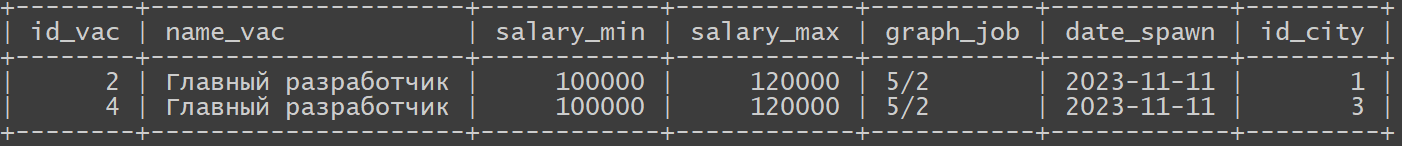 +--------+---------------------+------------+------------+-----------+------------+---------+
| id_vac | name_vac            | salary_min | salary_max | graph_job | date_spawn | id_city |
+--------+---------------------+------------+------------+-----------+------------+---------+
|      2 | Главный разработчик |     100000 |     120000 | 5/2       | 2023-11-11 |       1 |
|      4 | Главный разработчик |     100000 |     120000 | 5/2       | 2023-11-11 |       3 |
+--------+---------------------+------------+------------+-----------+------------+---------+